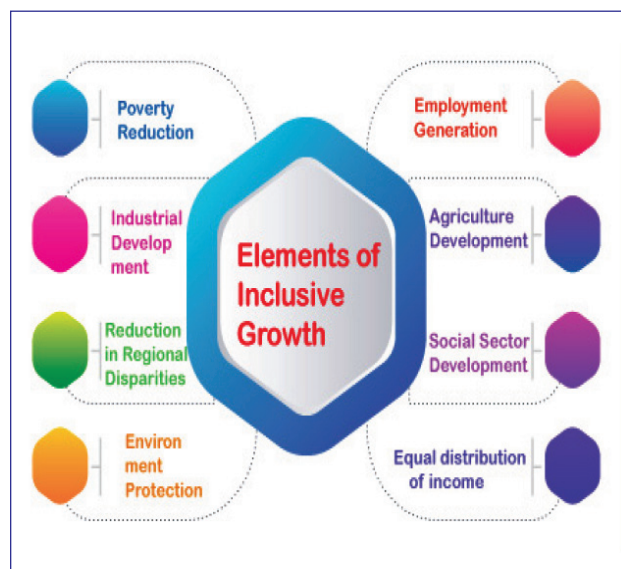 Poverty
Reduction
Industrial
Develop
ment
Reduction
in Regional
Disparities
Environ
ment
Protection
Elements of
Inclusive
Growth
Employment
Generation
Agriculture
Development
Social Sector
Development
Equal distribution
of income